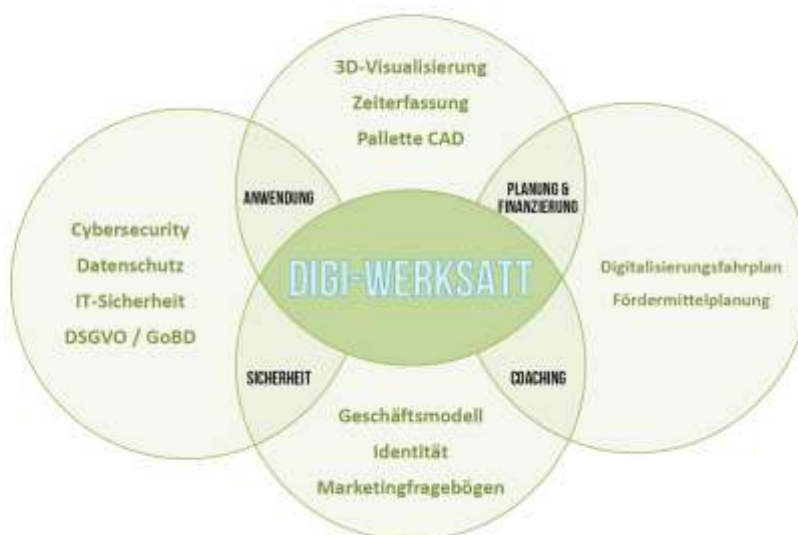 3D-Visualisierung
Zeiterfassung
Pallette CAD
ANWENDUNG
PLANUNG &
FINANZIERUNG
Cybersecurity
Datenschutz
IT-Sicherheit
DSGVO / GoBD
DIGI-WERKSATT
Digitalisierungsfahrplan
Fördermittelplanung
SICHERHEIT
COACHING
Geschäftsmodell
Identität
Marketingfragebögen